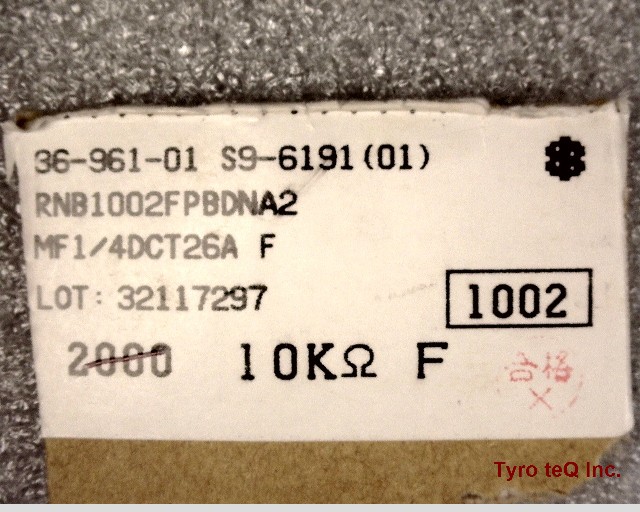 36-961-01 S9-6191(01)
RNB1002FPBDNA2
MF1/4DCT26A F
LOT: 32117297
1002
2000 10KΩ F
合格
Tyro teQ Inc.